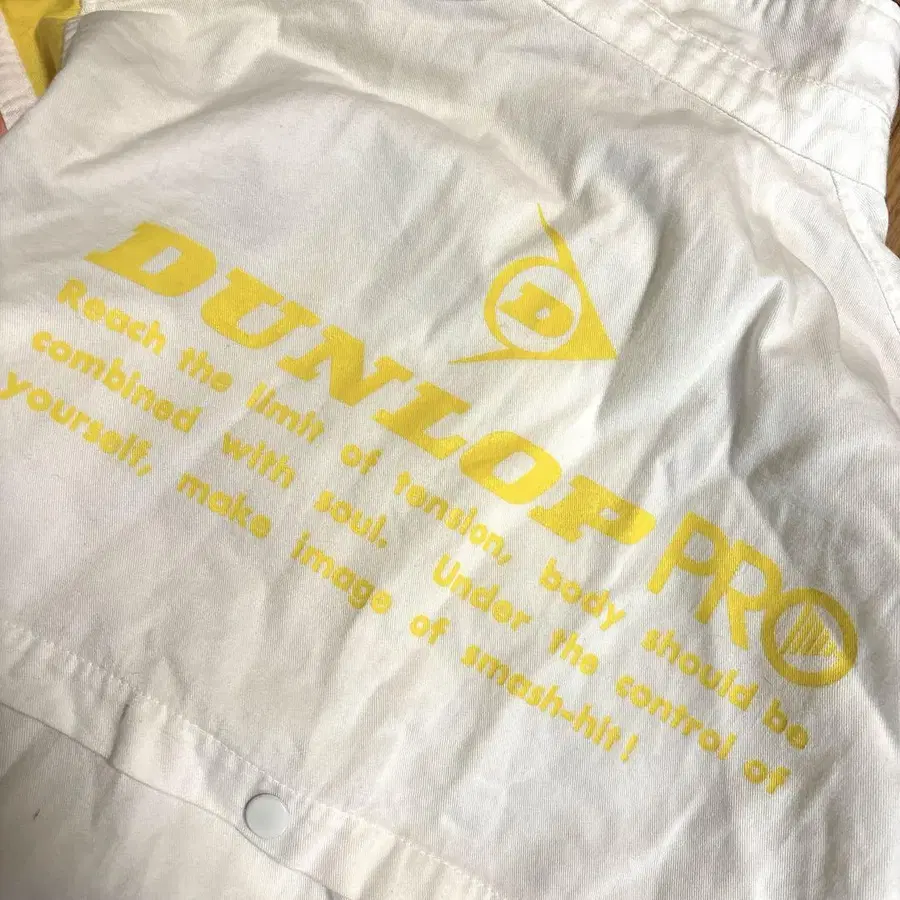 D
DUNLOP PRO
Reach the limit of tension, body should be
combined with soul. Under the control of
yourself, make image of smash-hit!